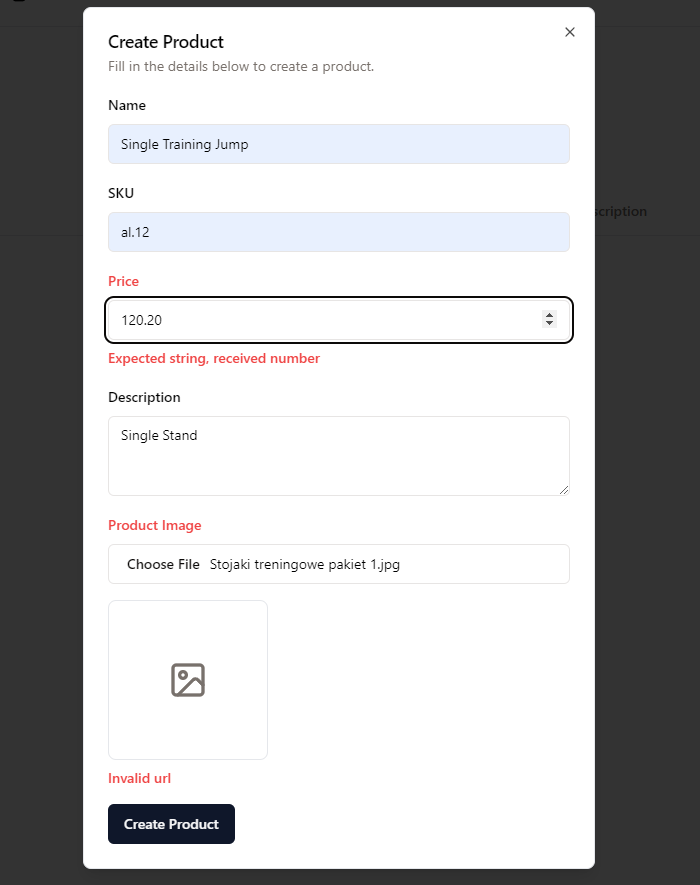 Create Product
Fill in the details below to create a product.
Name
Single Training Jump
SKU
al.12
scription
Price
120.20
Expected string, received number
Description
Single Stand
Product Image
Choose File Stojaki treningowe pakiet 1.jpg
Invalid url
Create Product